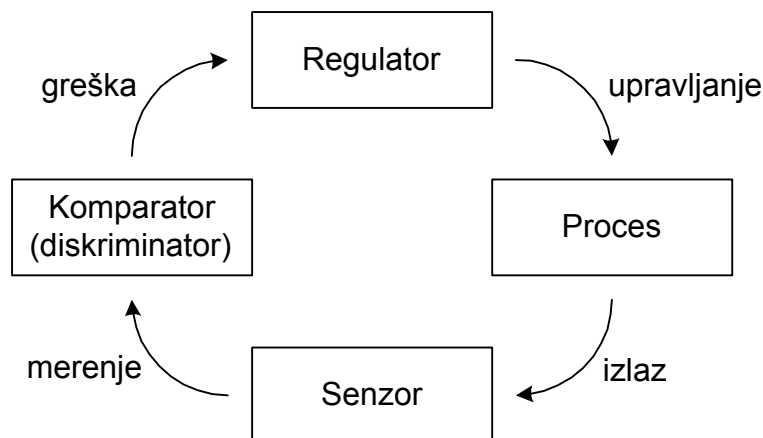 Regulator
greška
upravljanje
Komparator
(diskriminator)
Proces
merenje
izlaz
Senzor